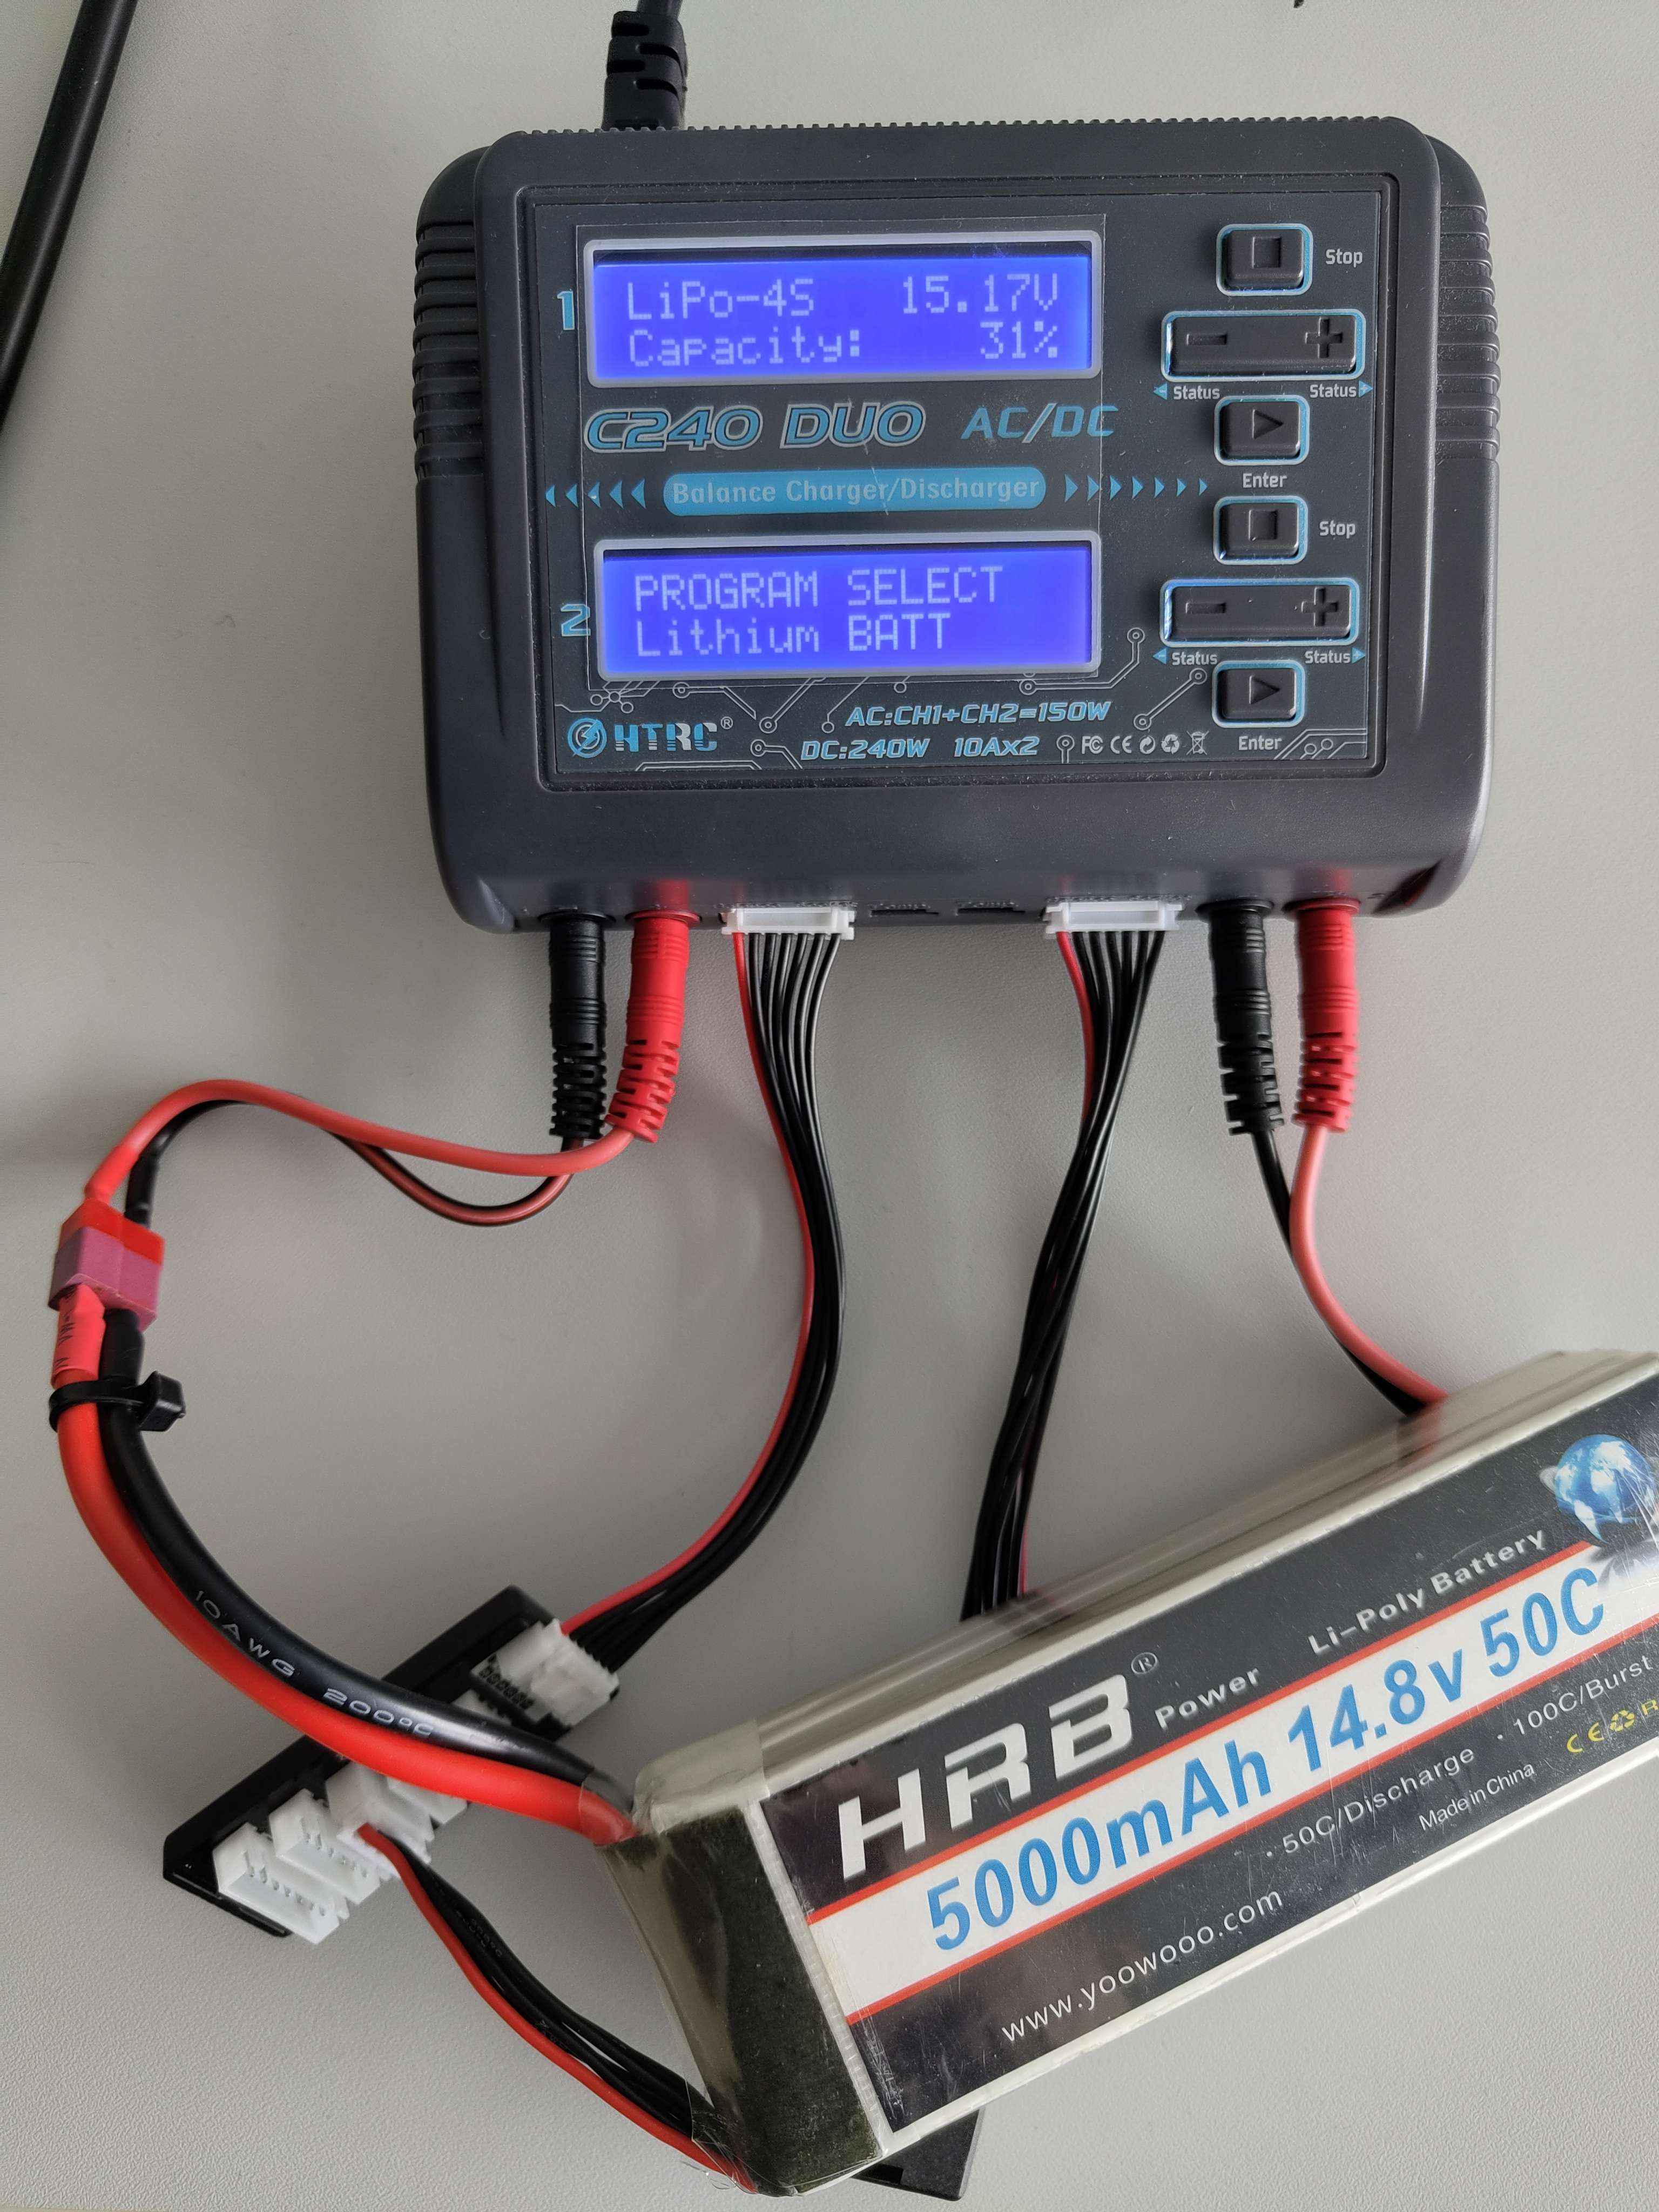 1
LiPo-4S 15.17V
Capacity: 31%
Stop
- +
Status Status
Enter
C240 DUO AC/DC
Balance Charger/Discharger
2
PROGRAM SELECT
Lithium BATT
Stop
- +
Status Status
Enter
HTRC®
AC:CH1+CH2=150W
DC:240W 10Ax2
FC CE
10 AWG 200°C
HRB® Power Li-Poly Battery
5000mAh 14.8v 50C
· 50C/Discharge · 100C/Burst
Made in China
CE
www.yoowooo.com